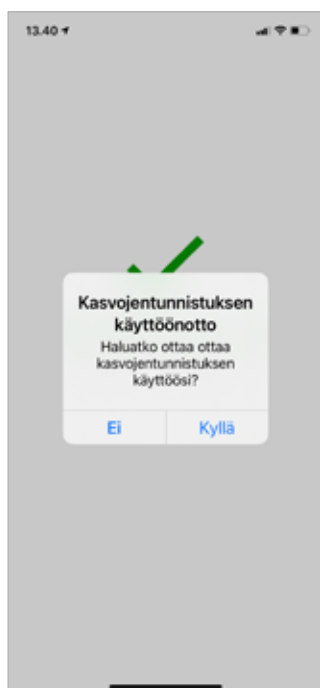 13.40
Kasvojentunnistuksen
käyttöönotto
Haluatko ottaa ottaa
kasvojentunnistuksen
käyttöösi?
Ei
Kyllä